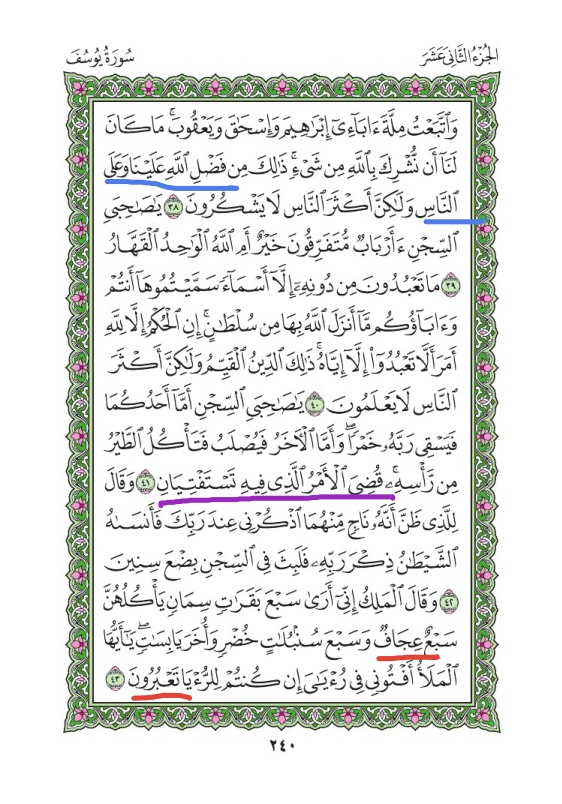 الجُزْءُ الثَّانِي عَشَرَ
سُورَةُ يُوسُفَ
وَٱتَّبَعْتُ مِلَّةَ ءَابَآءِىٓ إِبْرَٰهِيمَ وَإِسْحَٰقَ وَيَعْقُوبَۚ مَا كَانَ
لَنَآ أَن نُّشْرِكَ بِٱللَّهِ مِن شَىْءٍۚ ذَٰلِكَ مِن فَضْلِ ٱللَّهِ عَلَيْنَا وَعَلَى
ٱلنَّاسِ وَلَٰكِنَّ أَكْثَرَ ٱلنَّاسِ لَا يَشْكُرُونَ ٣٨ يَٰصَٰحِبَىِ
ٱلسِّجْنِ ءَأَرْبَابٌ مُّتَفَرِّقُونَ خَيْرٌ أَمِ ٱللَّهُ ٱلْوَٰحِدُ ٱلْقَهَّارُ
٣٩ مَا تَعْبُدُونَ مِن دُونِهِۦٓ إِلَّآ أَسْمَآءً سَمَّيْتُمُوهَآ أَنتُمْ
وَءَابَآؤُكُم مَّآ أَنزَلَ ٱللَّهُ بِهَا مِن سُلْطَٰنٍۚ إِنِ ٱلْحُكْمُ إِلَّا لِلَّهِ
أَمَرَ أَلَّا تَعْبُدُوٓا۟ إِلَّآ إِيَّاهُۚ ذَٰلِكَ ٱلدِّينُ ٱلْقَيِّمُ وَلَٰكِنَّ أَكْثَرَ
ٱلنَّاسِ لَا يَعْلَمُونَ ٤٠ يَٰصَٰحِبَىِ ٱلسِّجْنِ أَمَّآ أَحَدُكُمَا
فَيَسْقِى رَبَّهُۥ خَمْرًاۖ وَأَمَّا ٱلْءَاخَرُ فَيُصْلَبُ فَتَأْكُلُ ٱلطَّيْرُ
مِن رَّأْسِهِۦۚ قُضِىَ ٱلْأَمْرُ ٱلَّذِى فِيهِ تَسْتَفْتِيَانِ ٤١ وَقَالَ
لِلَّذِى ظَنَّ أَنَّهُۥ نَاجٍ مِّنْهُمَا ٱذْكُرْنِى عِندَ رَبِّكَ فَأَنسَىٰهُ
ٱلشَّيْطَٰنُ ذِكْرَ رَبِّهِۦ فَلَبِثَ فِى ٱلسِّجْنِ بِضْعَ سِنِينَ
٤٢ وَقَالَ ٱلْمَلِكُ إِنِّىٓ أَرَىٰ سَبْعَ بَقَرَٰتٍ سِمَانٍ يَأْكُلُهُنَّ
سَبْعٌ عِجَافٌ وَسَبْعَ سُنۢبُلَٰتٍ خُضْرٍ وَأُخَرَ يَابِسَٰتٍۖ يَٰٓأَيُّهَا
ٱلْمَلَأُ أَفْتُونِى فِى رُءْيَٰىَ إِن كُنتُمْ لِلرُّءْيَا تَعْبُرُونَ ٤٣
٢٤٠